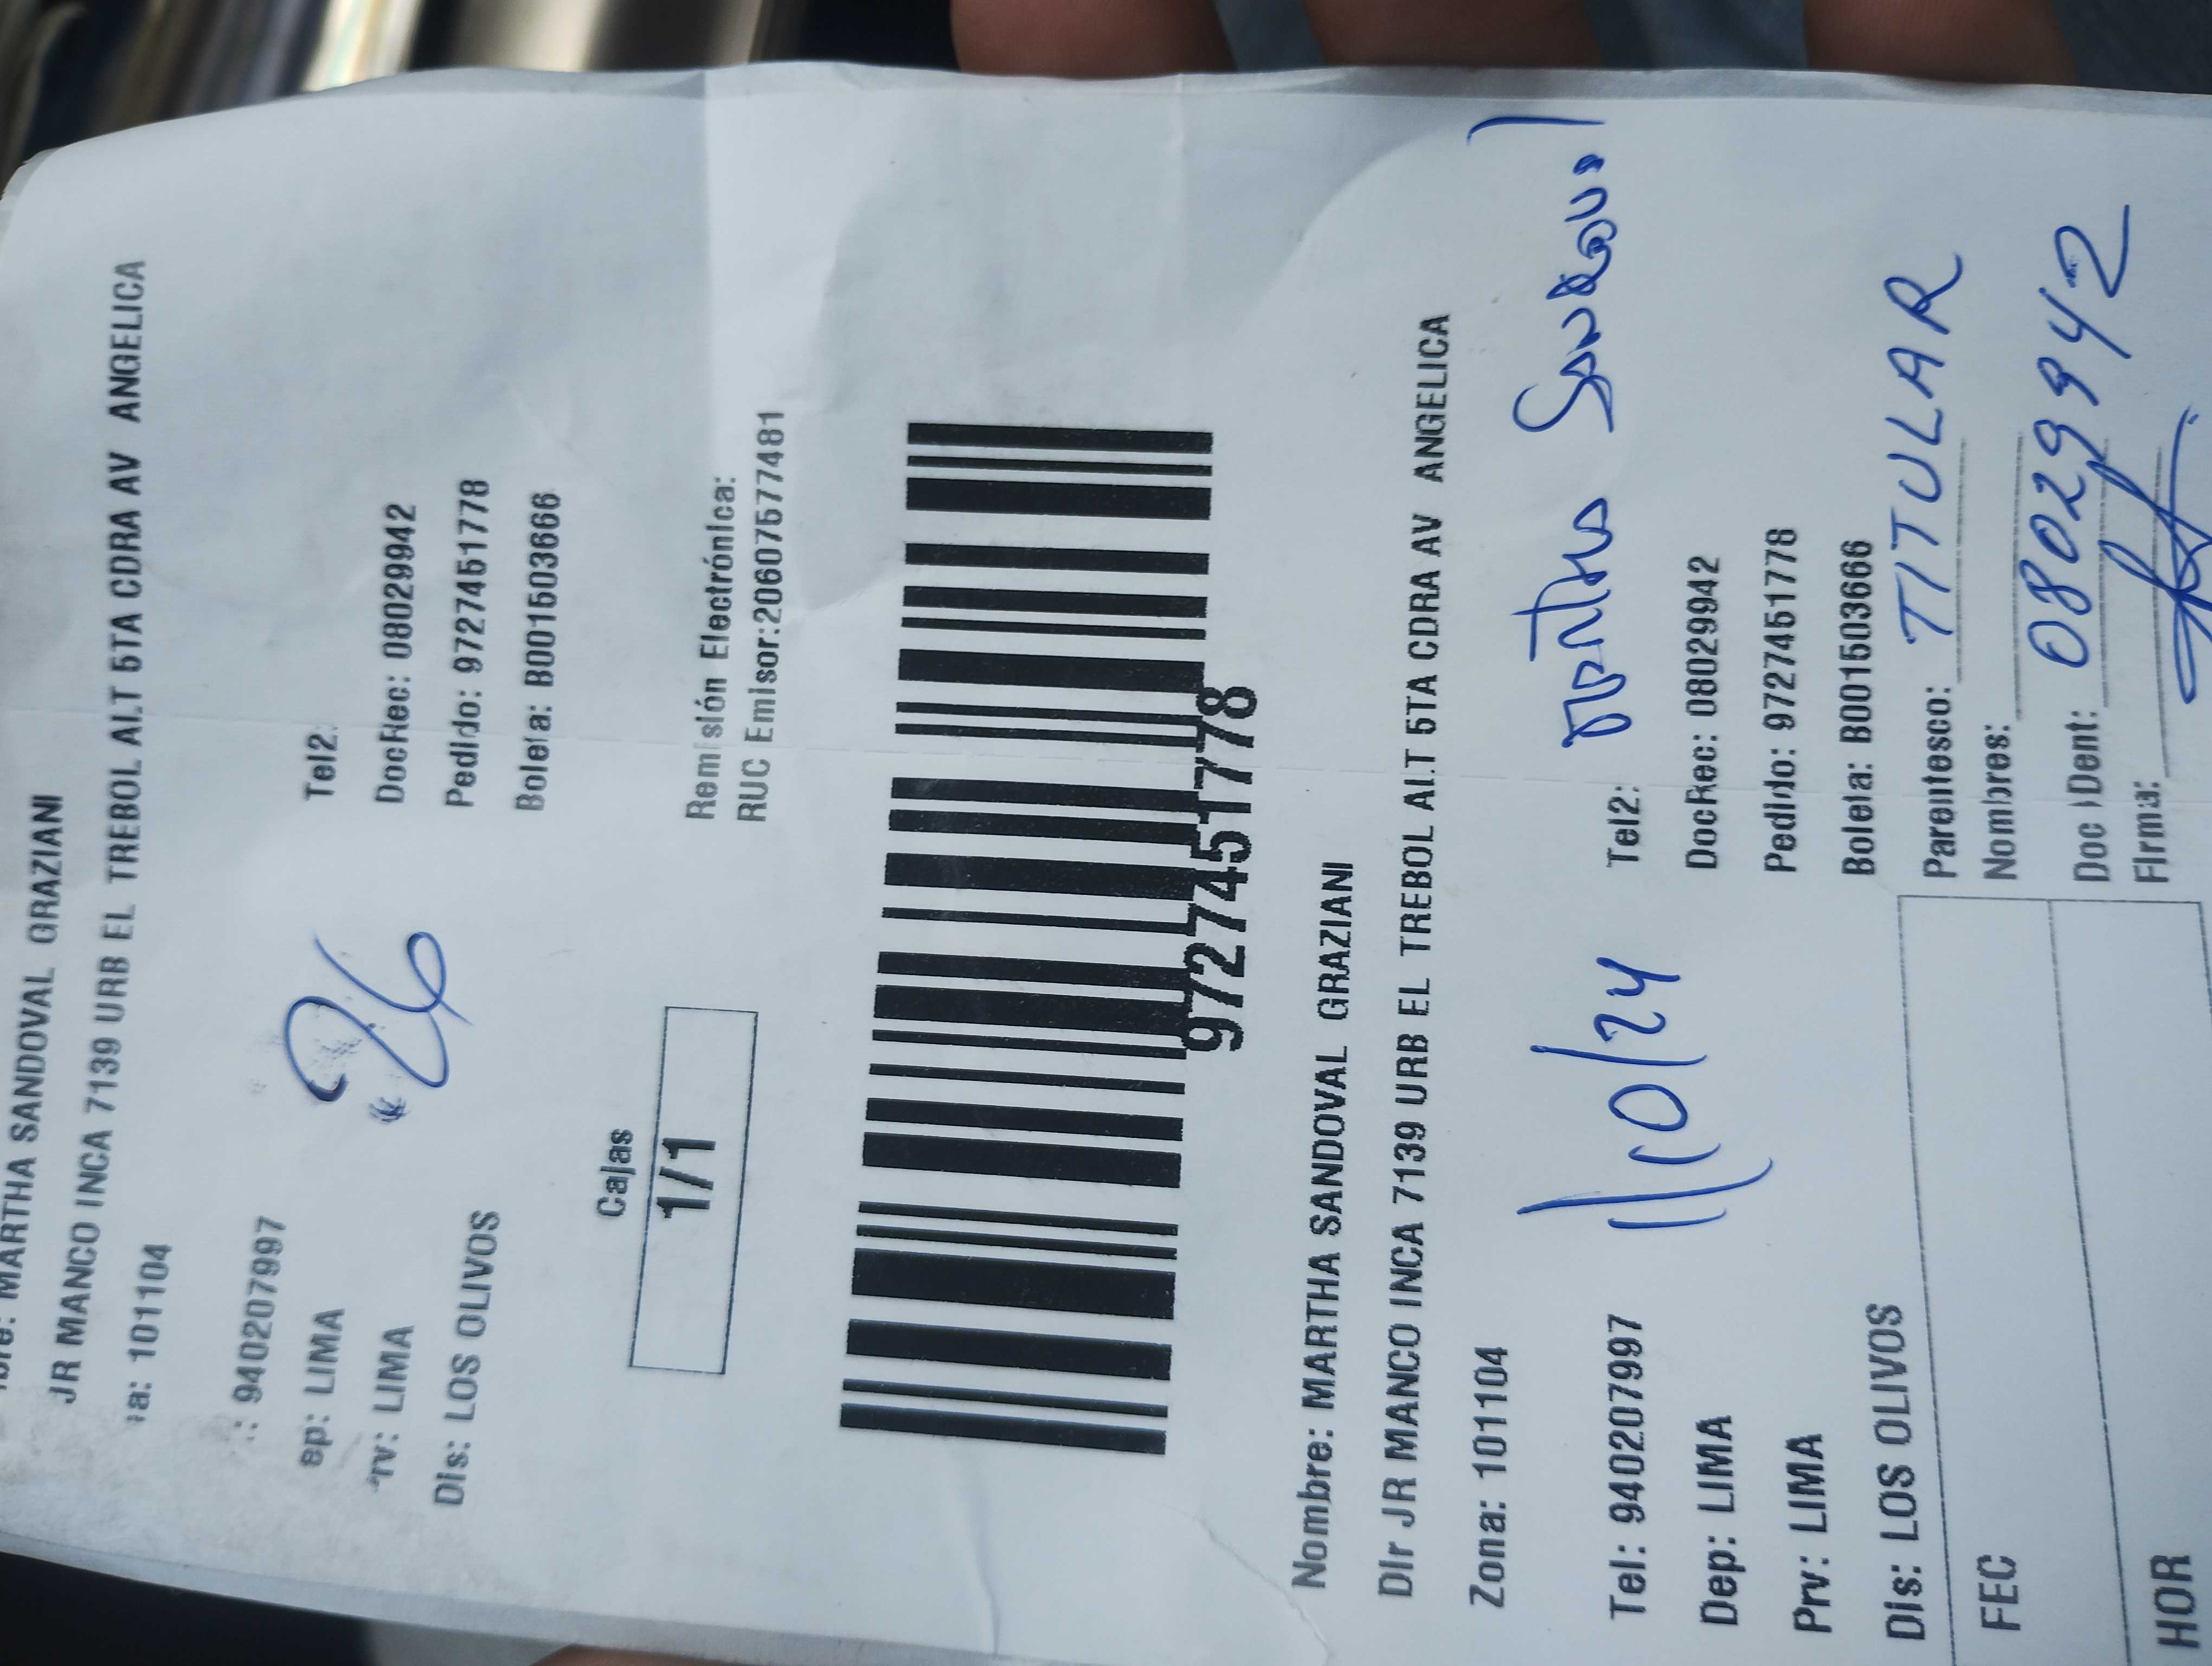 MARTHA SANDOVAL GRAZIANI
JR MANCO INCA 7139 URB EL TREBOL ALT 5TA CDRA AV ANGELICA
101104
940207997 Tel2:
LIMA DocRec: 08029942
LIMA Pedido: 9727451778
Dis: LOS OLIVOS Boleta: B001503666
26
Cajas
1/1
Remisión Electrónica:
RUC Emisor:20607577481
9727451778
Nombre: MARTHA SANDOVAL GRAZIANI
Dir JR MANCO INCA 7139 URB EL TREBOL ALT 5TA CDRA AV ANGELICA
Zona: 101104
Martha Sandoval
Tel: 940207997 Tel2:
Dep: LIMA DocRec: 08029942
Prv: LIMA Pedido: 9727451778
Dis: LOS OLIVOS Boleta: B001503666
Parentesco: TITULAR
FEC Nombres:
Doc Dent: 08029942
HOR Firma: